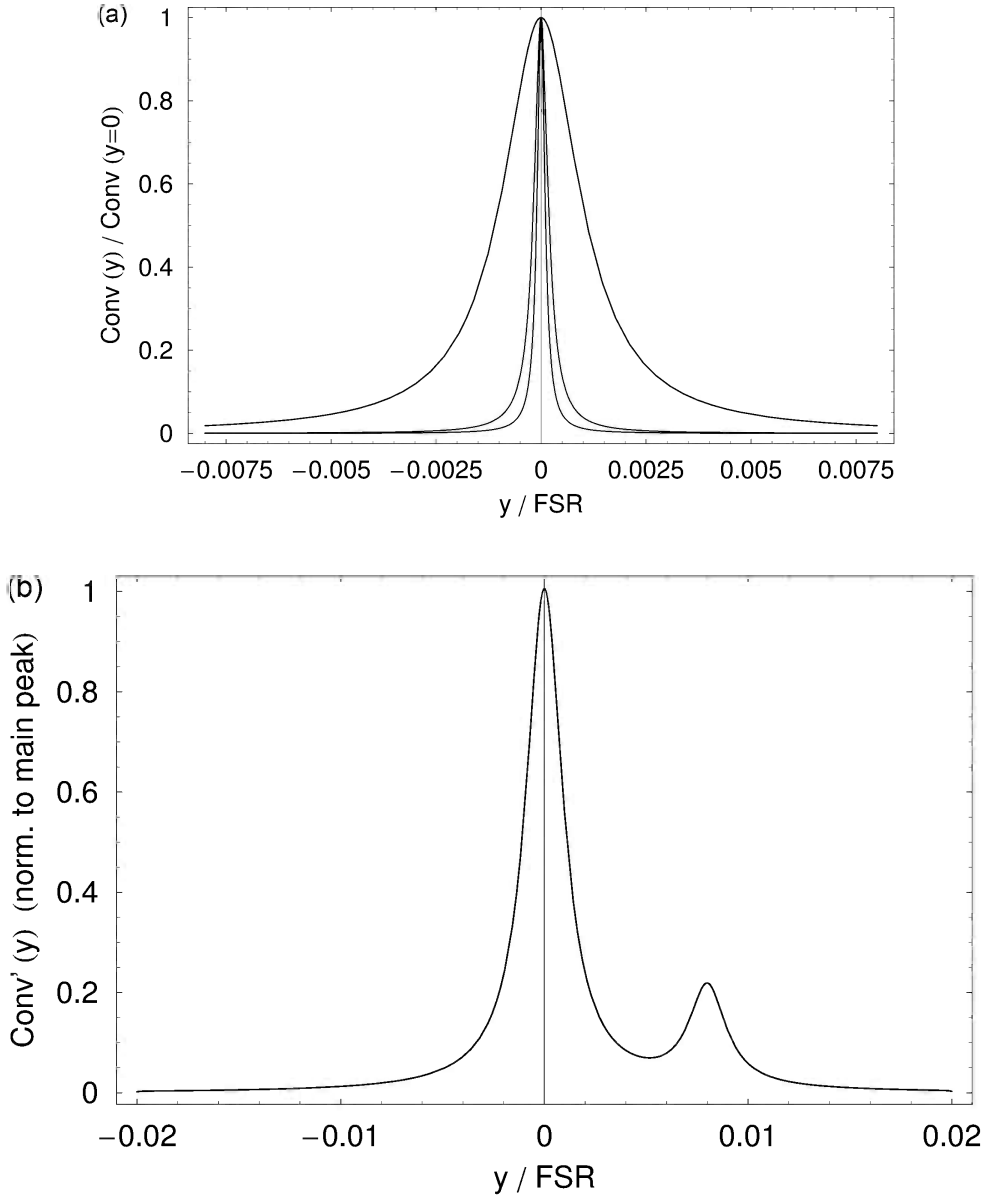 (a)
Conv (y) / Conv (y=0)
1
0.8
0.6
0.4
0.2
0
−0.0075 −0.005 −0.0025 0 0.0025 0.005 0.0075
y / FSR
(b)
Conv' (y) (norm. to main peak)
1
0.8
0.6
0.4
0.2
0
−0.02 −0.01 0 0.01 0.02
y / FSR